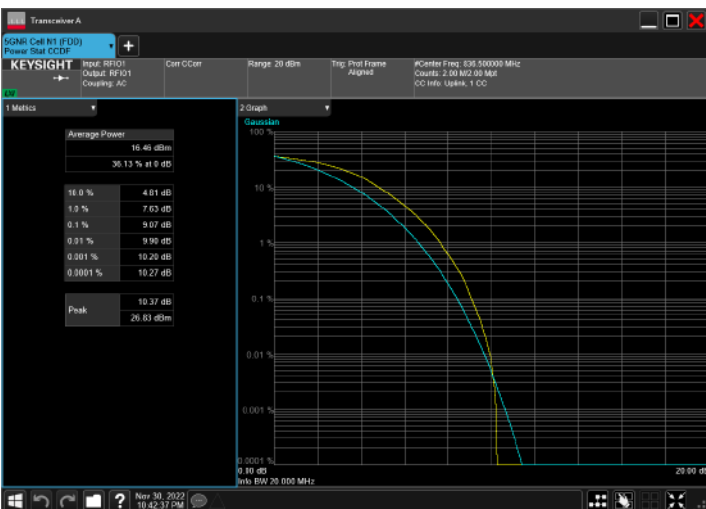 Transceiver A
5GNR Cell N1 (FDD)
Power Stat CCDF
KEYSIGHT
Input: RFIO1
Output: RFIO1
Coupling: AC
Corr CCorr
Range: 20 dBm
Trig: Prot Frame
Aligned
#Center Freq: 836.500000 MHz
Counts: 2.00 M/2.00 Mpt
CC Info: Uplink, 1 CC
1 Metrics
Average Power
16.46 dBm
36.13 % at 0 dB
10.0 % 4.81 dB
1.0 % 7.63 dB
0.1 % 9.07 dB
0.01 % 9.90 dB
0.001 % 10.20 dB
0.0001 % 10.27 dB
Peak
10.37 dB
26.83 dBm
2 Graph
Gaussian
100 %
10 %
1 %
0.1 %
0.01 %
0.001 %
0.0001 %
0.00 dB
20.00 dB
Info BW 20.000 MHz
Nov 30, 2022
10:42:37 PM